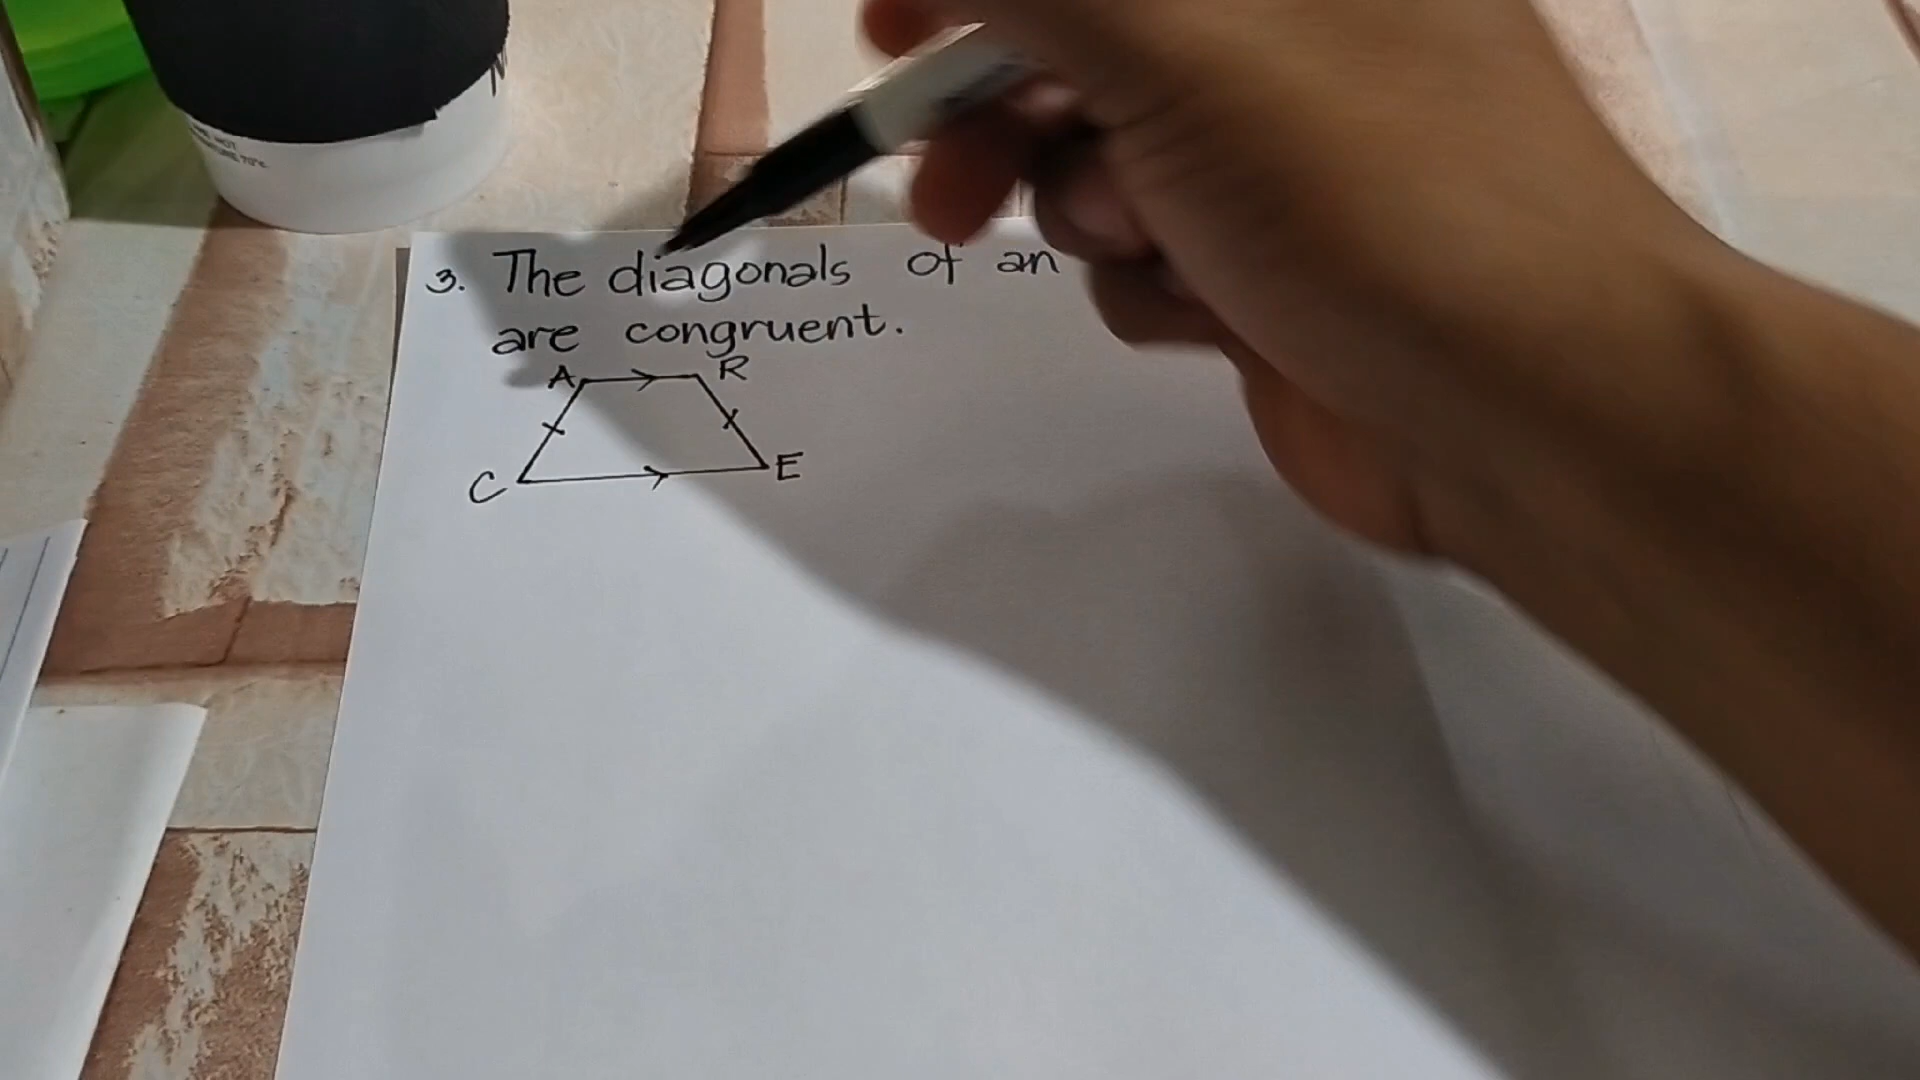 3. The diagonals of an
are congruent.
A R
C E